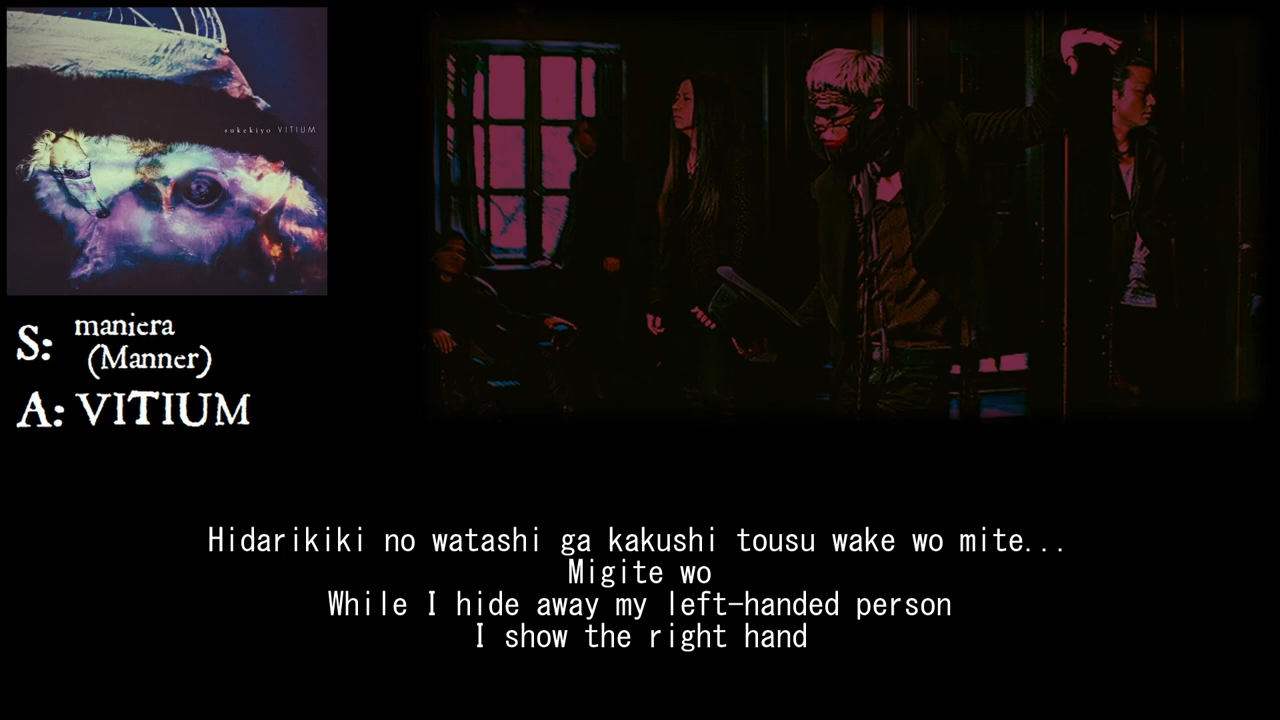 sukekiyo VITIUM
S: maniera
(Manner)
A: VITIUM
Hidarikiki no watashi ga kakushi tousu wake wo mite...
Migite wo
While I hide away my left-handed person
I show the right hand